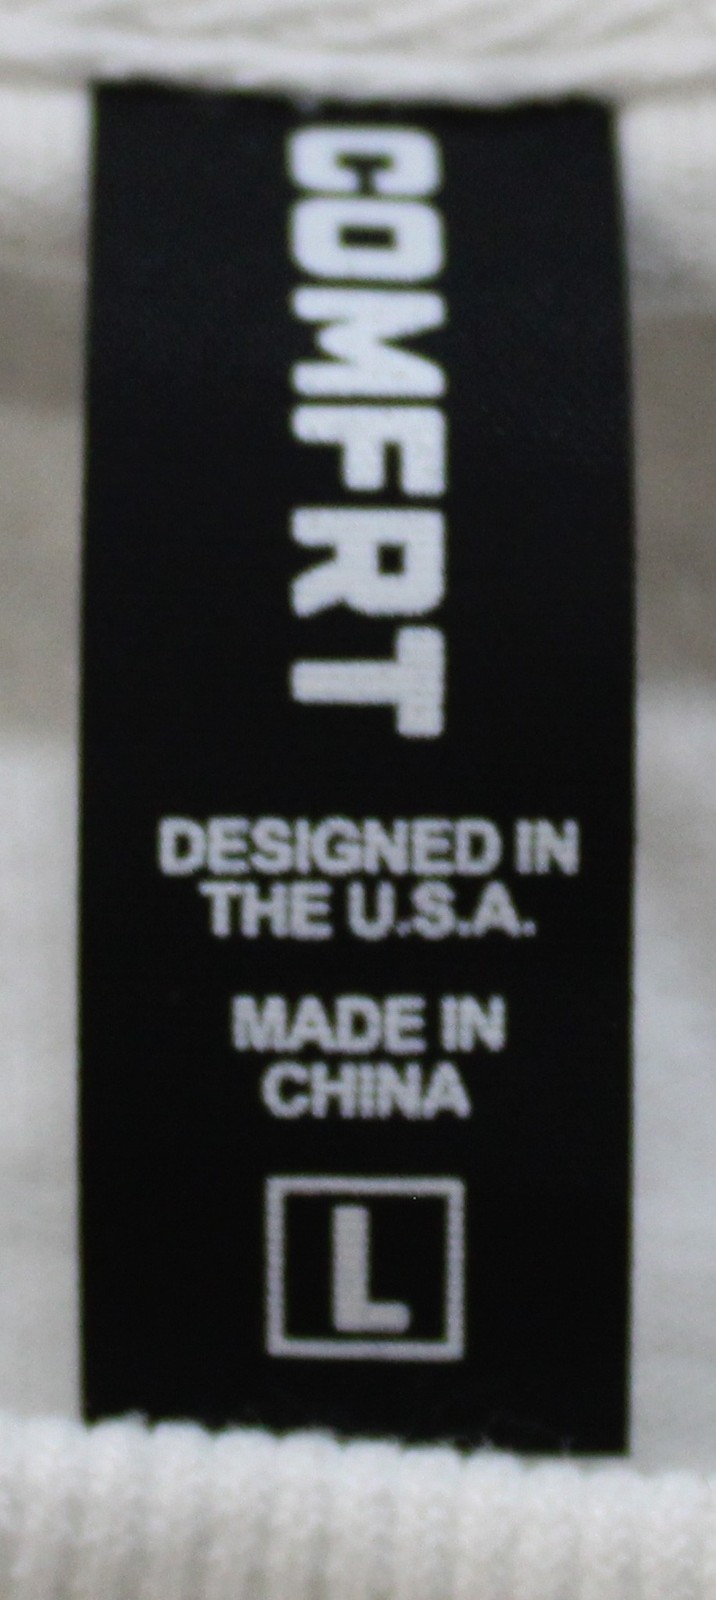 COMFRT
DESIGNED IN
THE U.S.A.
MADE IN
CHINA
L